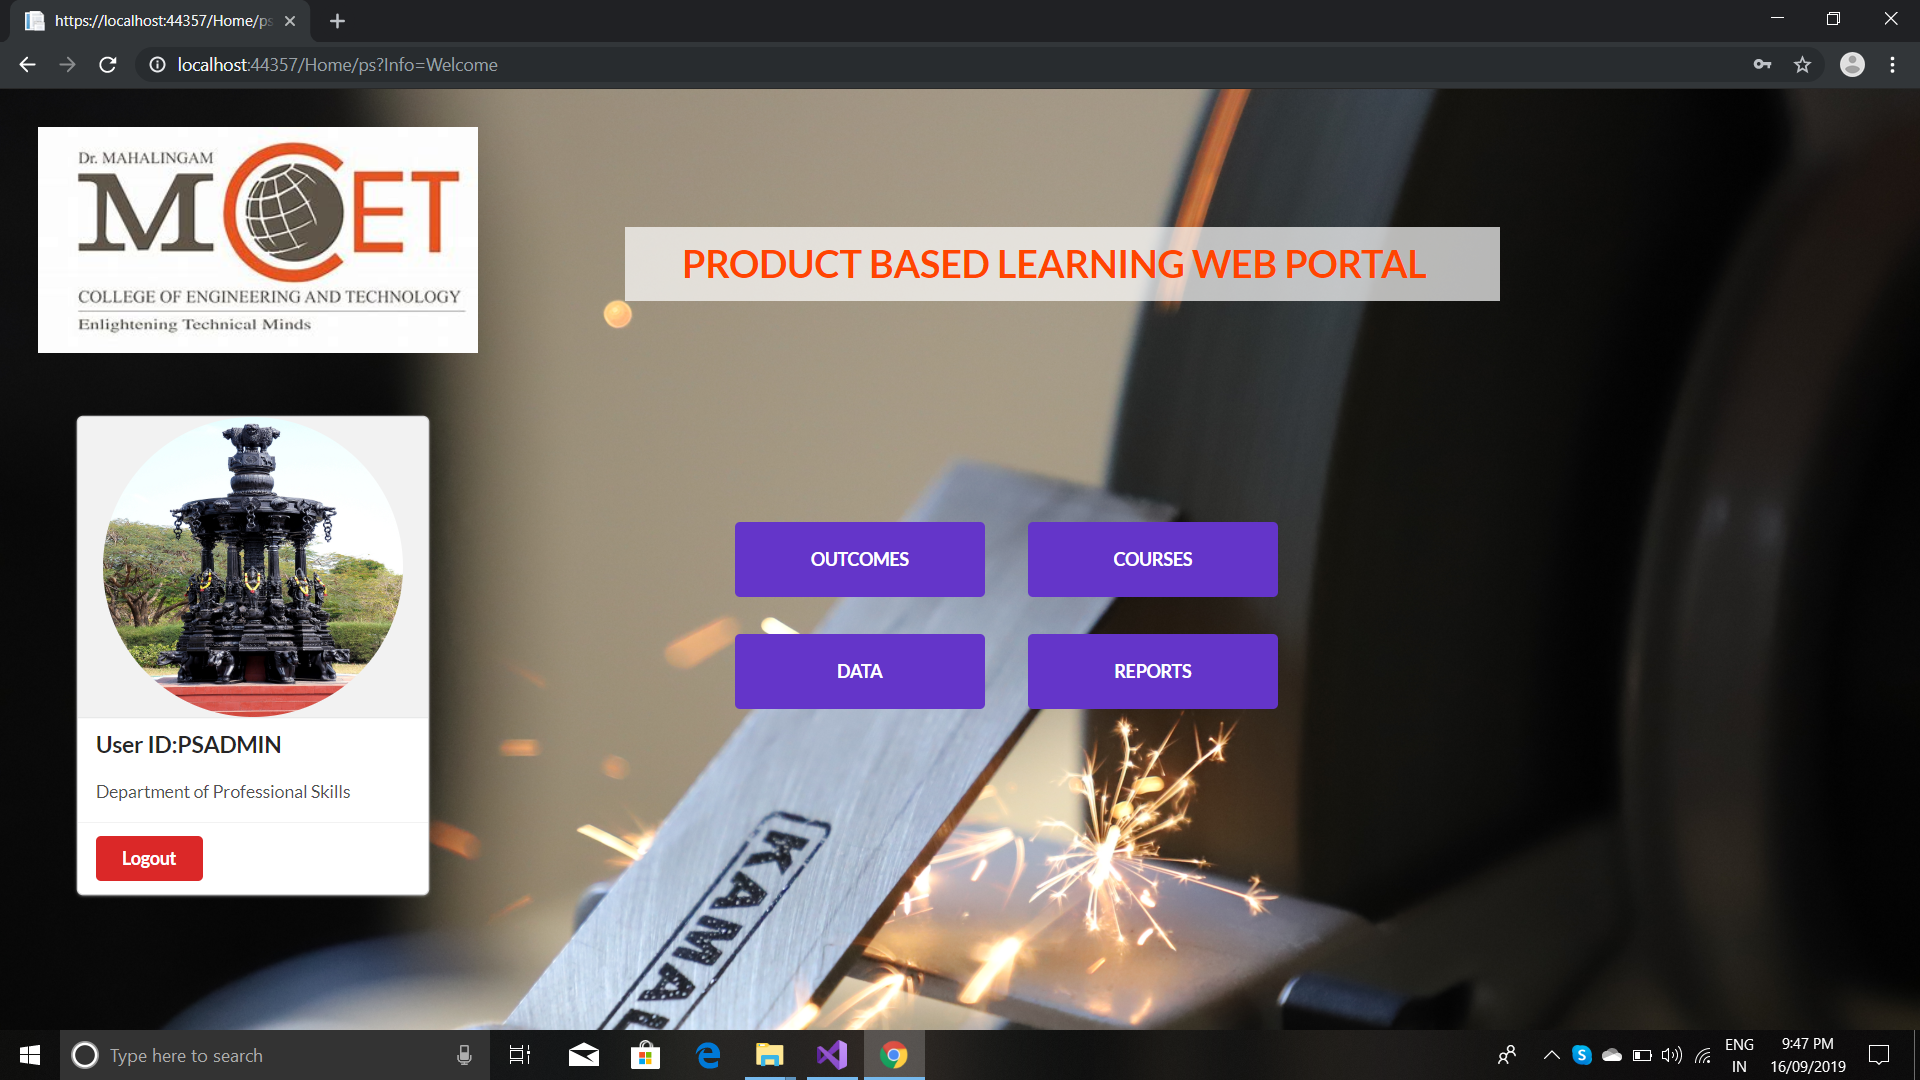 https://localhost:44357/Home/ps
localhost:44357/Home/ps?Info=Welcome
Dr. MAHALINGAM
MCET
COLLEGE OF ENGINEERING AND TECHNOLOGY
Enlightening Technical Minds
PRODUCT BASED LEARNING WEB PORTAL
OUTCOMES
COURSES
DATA
REPORTS
User ID:PSADMIN
Department of Professional Skills
Logout
KAMAL
Type here to search
S
ENG
IN
9:47 PM
16/09/2019